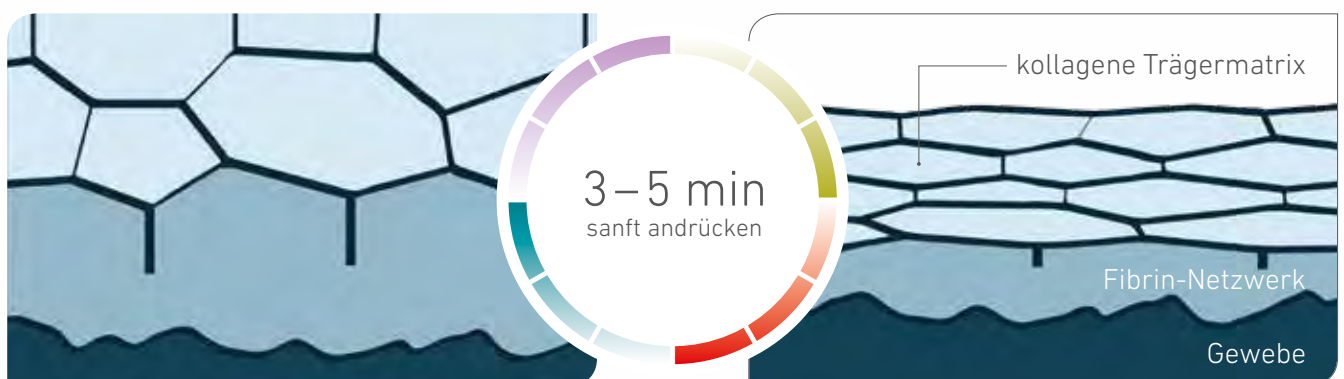 3–5 min
sanft andrücken
kollagene Trägermatrix
Fibrin-Netzwerk
Gewebe